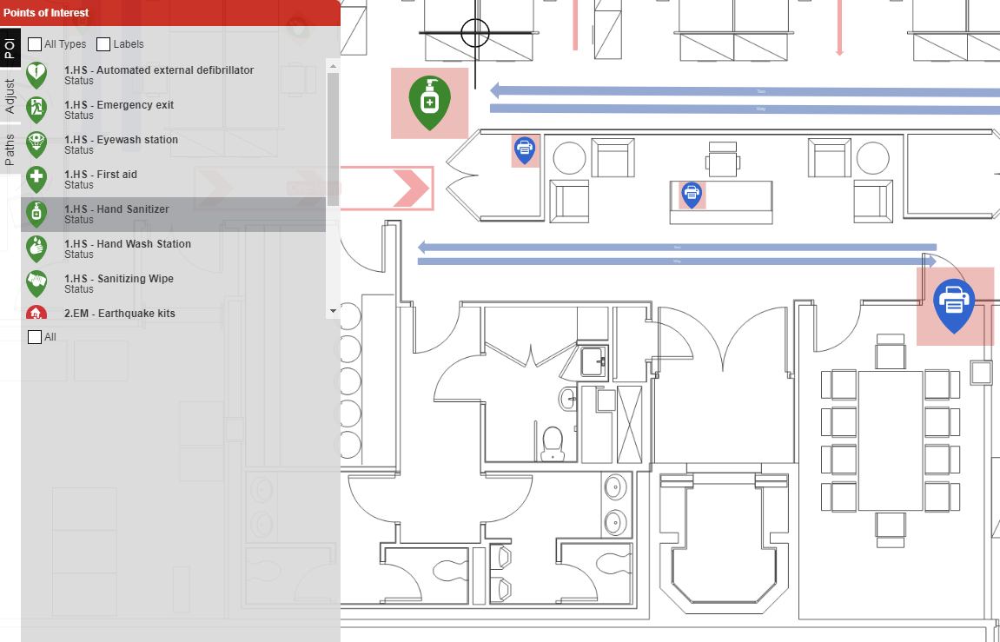 Points of Interest
POI
Adjust
Paths
All Types
Labels
1.HS - Automated external defibrillator
Status
1.HS - Emergency exit
Status
1.HS - Eyewash station
Status
1.HS - First aid
Status
1.HS - Hand Sanitizer
Status
1.HS - Hand Wash Station
Status
1.HS - Sanitizing Wipe
Status
2.EM - Earthquake kits
All
Two
Way
Way